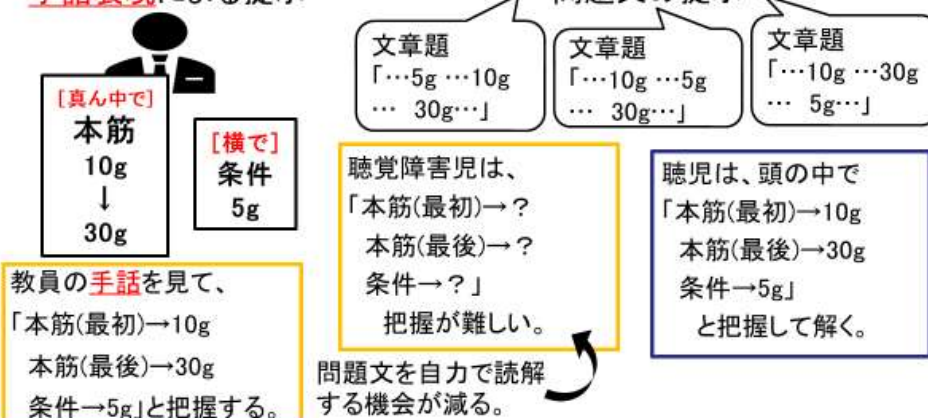 手話表現による提示
問題文の提示
[真ん中で]
本筋
10g
↓
30g
[横で]
条件
5g
教員の手話を見て、
「本筋(最初)→10g
本筋(最後)→30g
条件→5g」と把握する。
文章題
「…5g …10g
… 30g…」
文章題
「…10g …5g
… 30g…」
文章題
「…10g …30g
… 5g…」
聴覚障害児は、
「本筋(最初)→？
本筋(最後)→？
条件→？」
把握が難しい。
問題文を自力で読解
する機会が減る。
聴児は、頭の中で
「本筋(最初)→10g
本筋(最後)→30g
条件→5g」
と把握して解く。